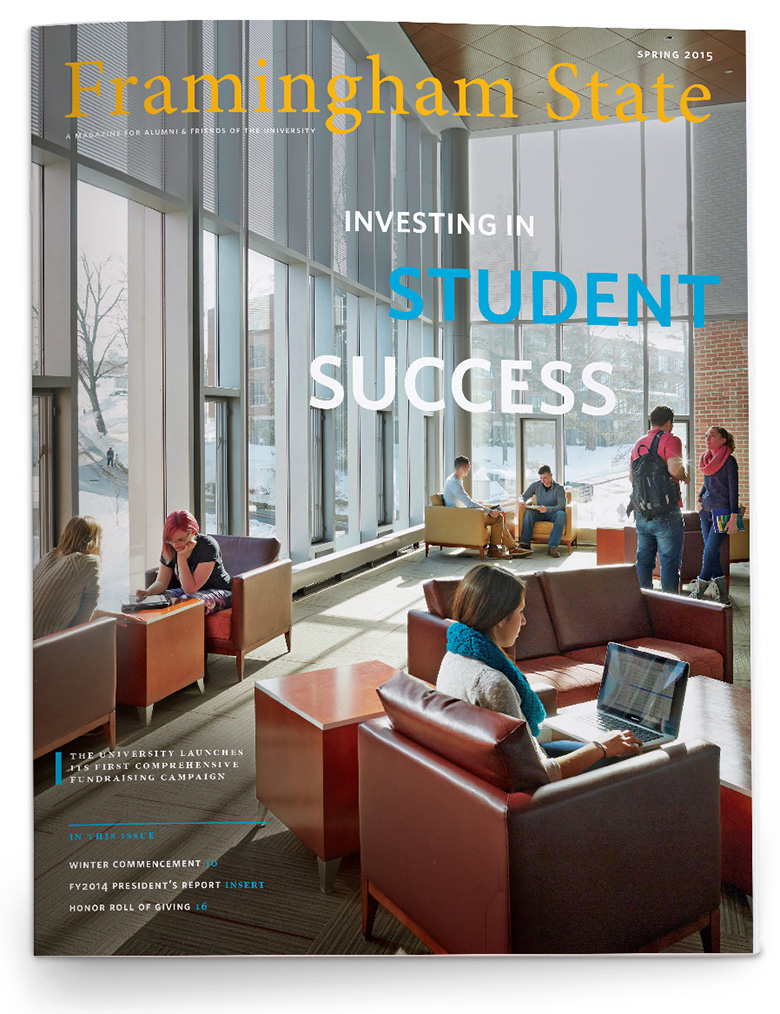 SPRING 2015
Framingham State
A MAGAZINE FOR ALUMNI & FRIENDS OF THE UNIVERSITY
INVESTING IN
STUDENT
SUCCESS
THE UNIVERSITY LAUNCHES
ITS FIRST COMPREHENSIVE
FUNDRAISING CAMPAIGN
IN THIS ISSUE
WINTER COMMENCEMENT 10
FY2014 PRESIDENT'S REPORT INSERT
HONOR ROLL OF GIVING 16